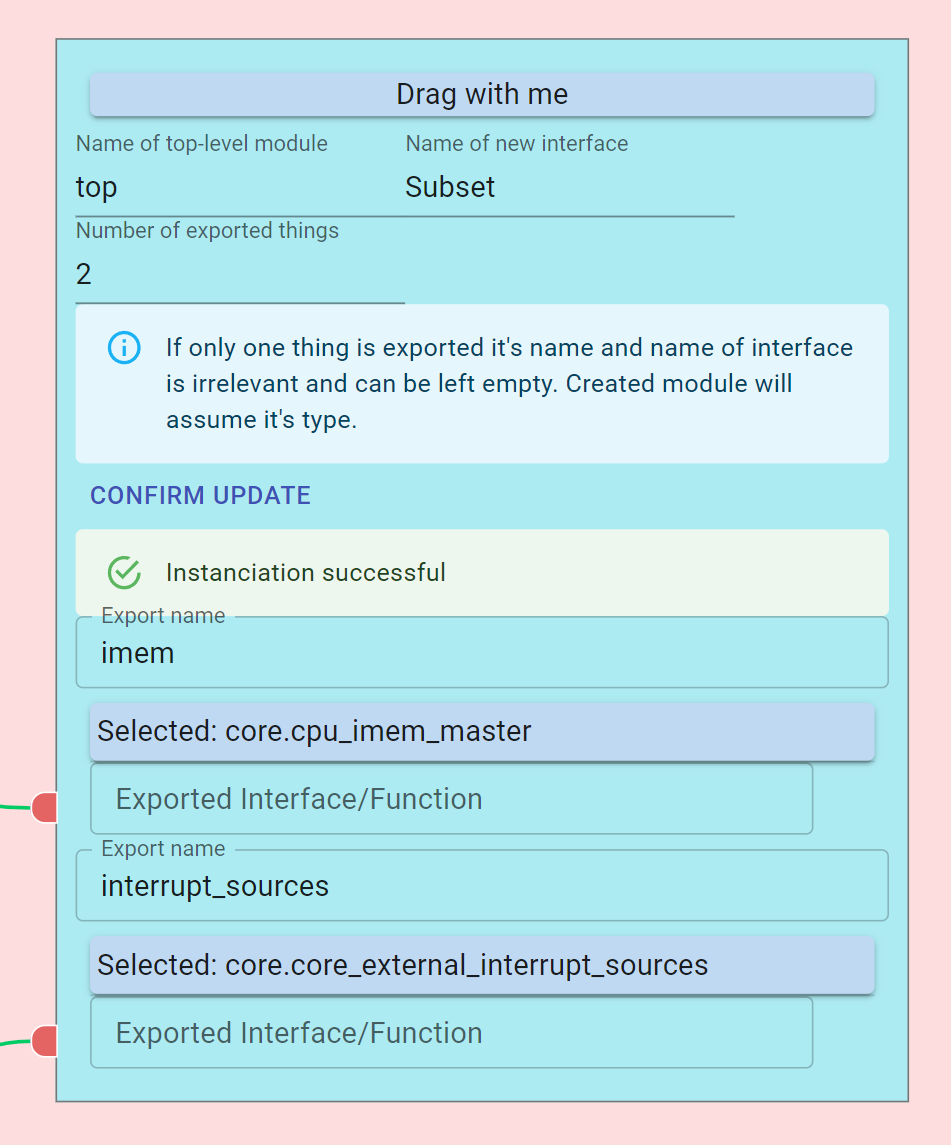 Drag with me
Name of top-level module Name of new interface
top Subset
Number of exported things
2
If only one thing is exported it's name and name of interface
is irrelevant and can be left empty. Created module will
assume it's type.
CONFIRM UPDATE
Instanciation successful
Export name
imem
Selected: core.cpu_imem_master
Exported Interface/Function
Export name
interrupt_sources
Selected: core.core_external_interrupt_sources
Exported Interface/Function